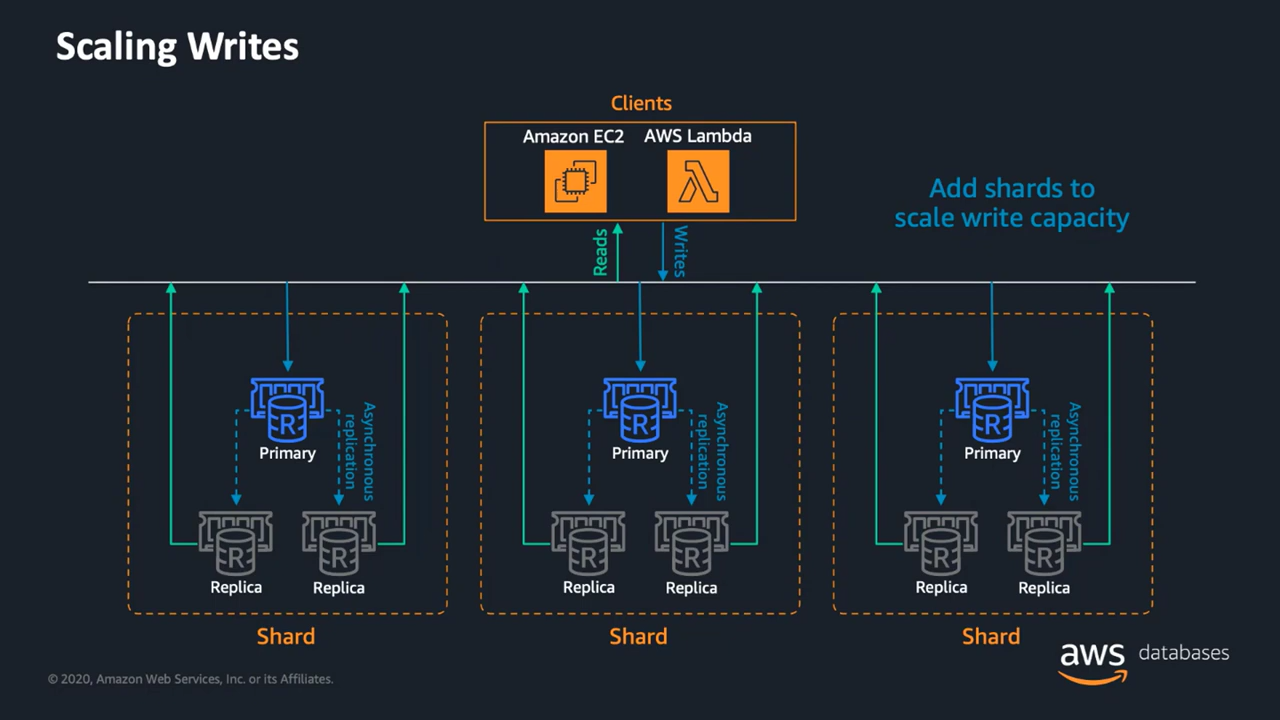 Scaling Writes
Clients
Amazon EC2
AWS Lambda
Add shards to
scale write capacity
Reads
Writes
Primary
Asynchronous
replication
Replica
Replica
Shard
Primary
Asynchronous
replication
Replica
Replica
Shard
Primary
Asynchronous
replication
Replica
Replica
Shard
R
R
R
R
R
R
R
R
R
© 2020, Amazon Web Services, Inc. or its Affiliates.
aws databases